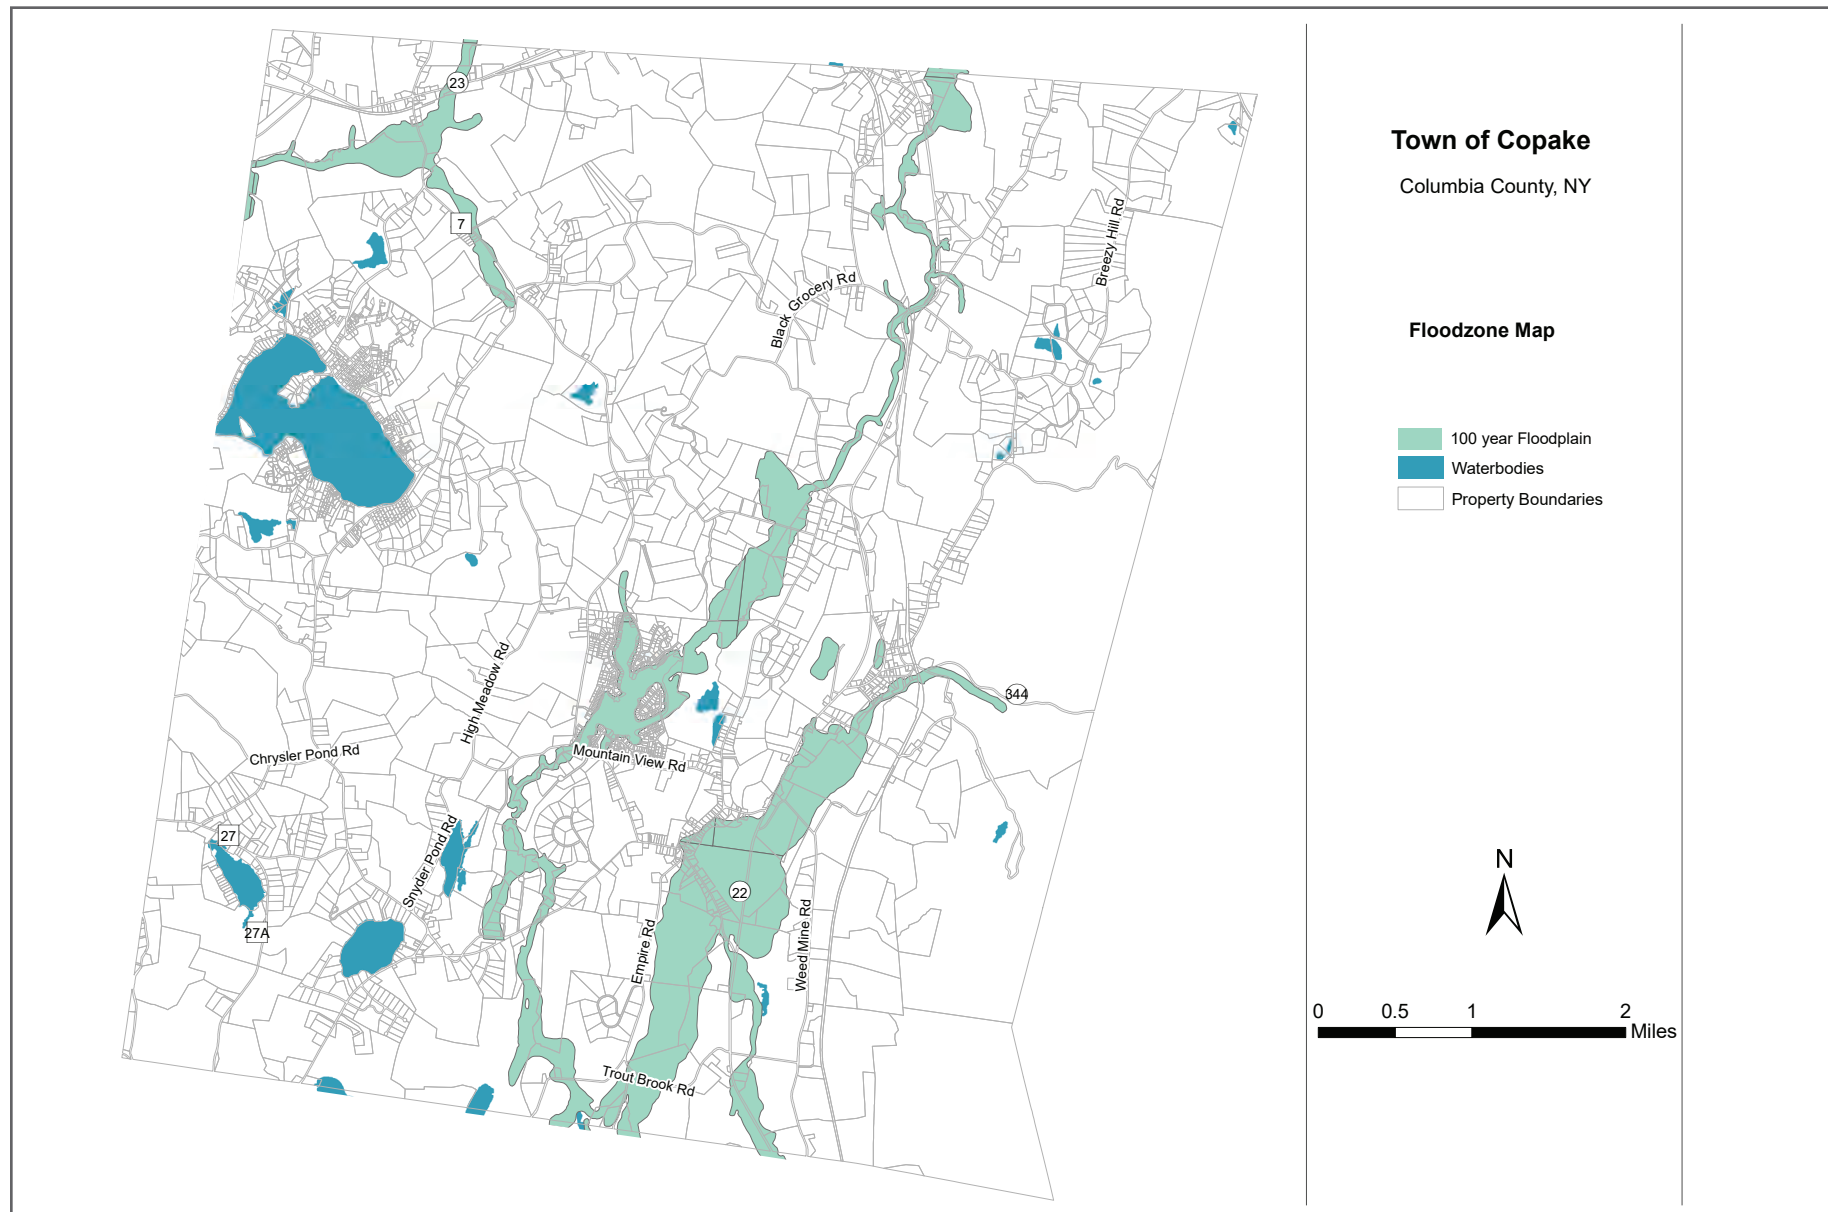 Town of Copake
Columbia County, NY
Floodzone Map
100 year Floodplain
Waterbodies
Property Boundaries
N
0 0.5 1 2
Miles
23
7
Black Grocery Rd
Breezy Hill Rd
High Meadow Rd
344
Chrysler Pond Rd
Mountain View Rd
27
Snyder Pond Rd
22
27A
Empire Rd
Weed Mine Rd
Trout Brook Rd